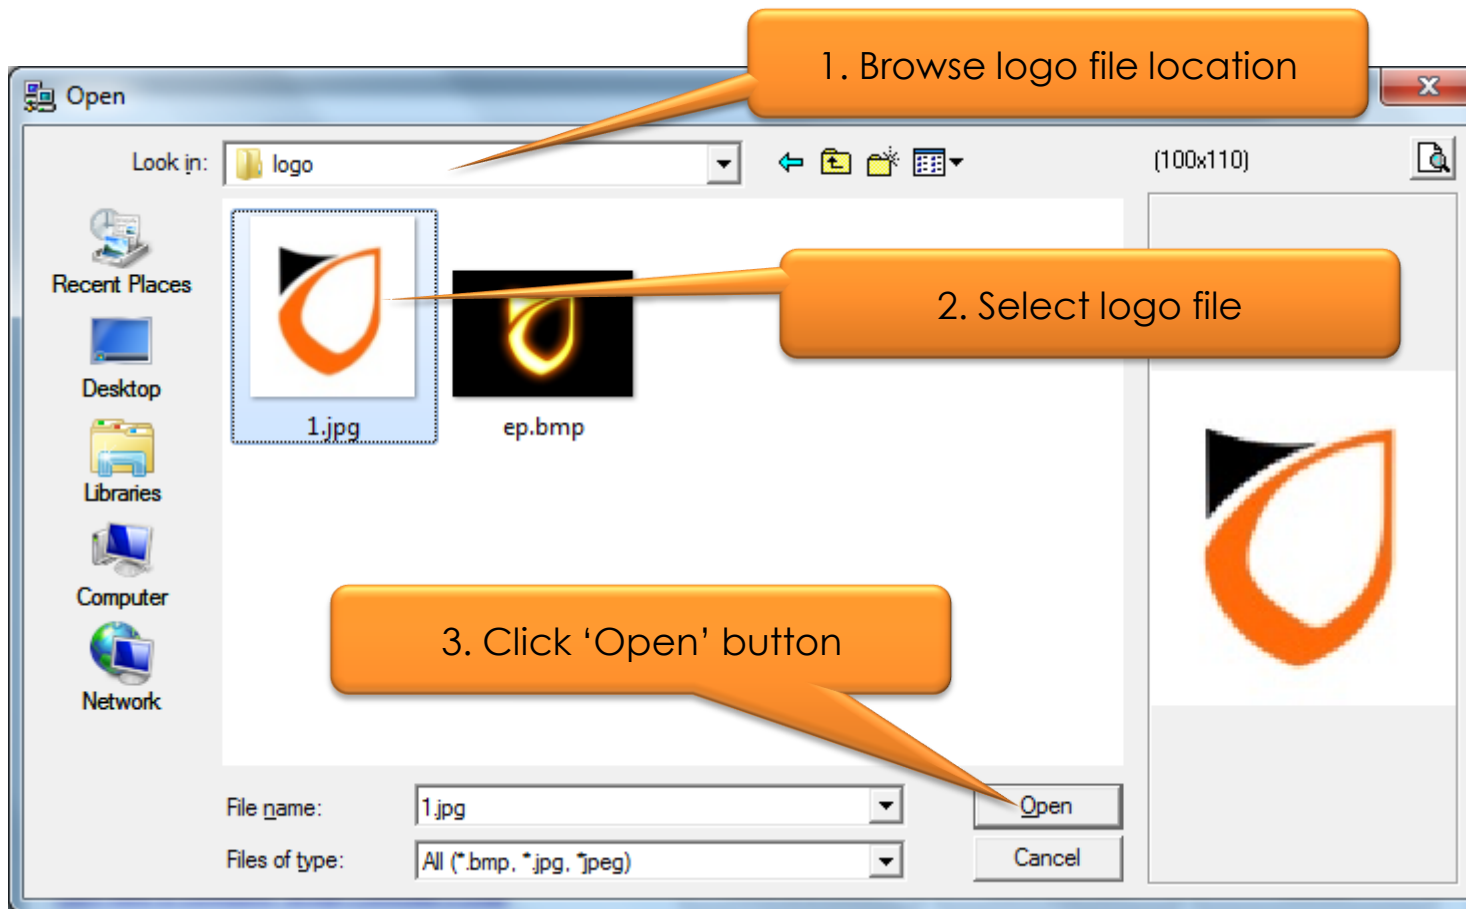 1. Browse logo file location
Open
x
Look in:
logo
(100x110)
2. Select logo file
Recent Places
Desktop
Libraries
Computer
Network
1.jpg
ep.bmp
3. Click ‘Open’ button
File name:
1.jpg
Open
Files of type:
All (*.bmp, *.jpg, *jpeg)
Cancel